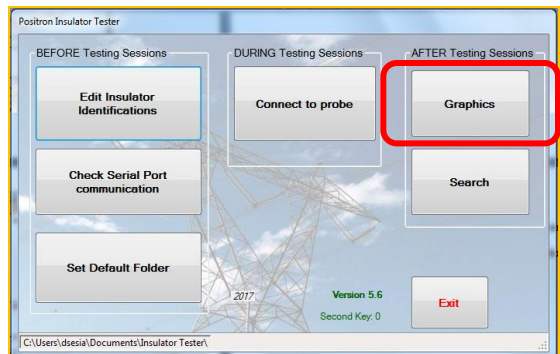 Positron Insulator Tester
BEFORE Testing Sessions
Edit Insulator
Identifications
Check Serial Port
communication
Set Default Folder
DURING Testing Sessions
Connect to probe
AFTER Testing Sessions
Graphics
Search
2017
Version 5.6
Second Key: 0
Exit
C:\Users\dsesia\Documents\Insulator Tester\